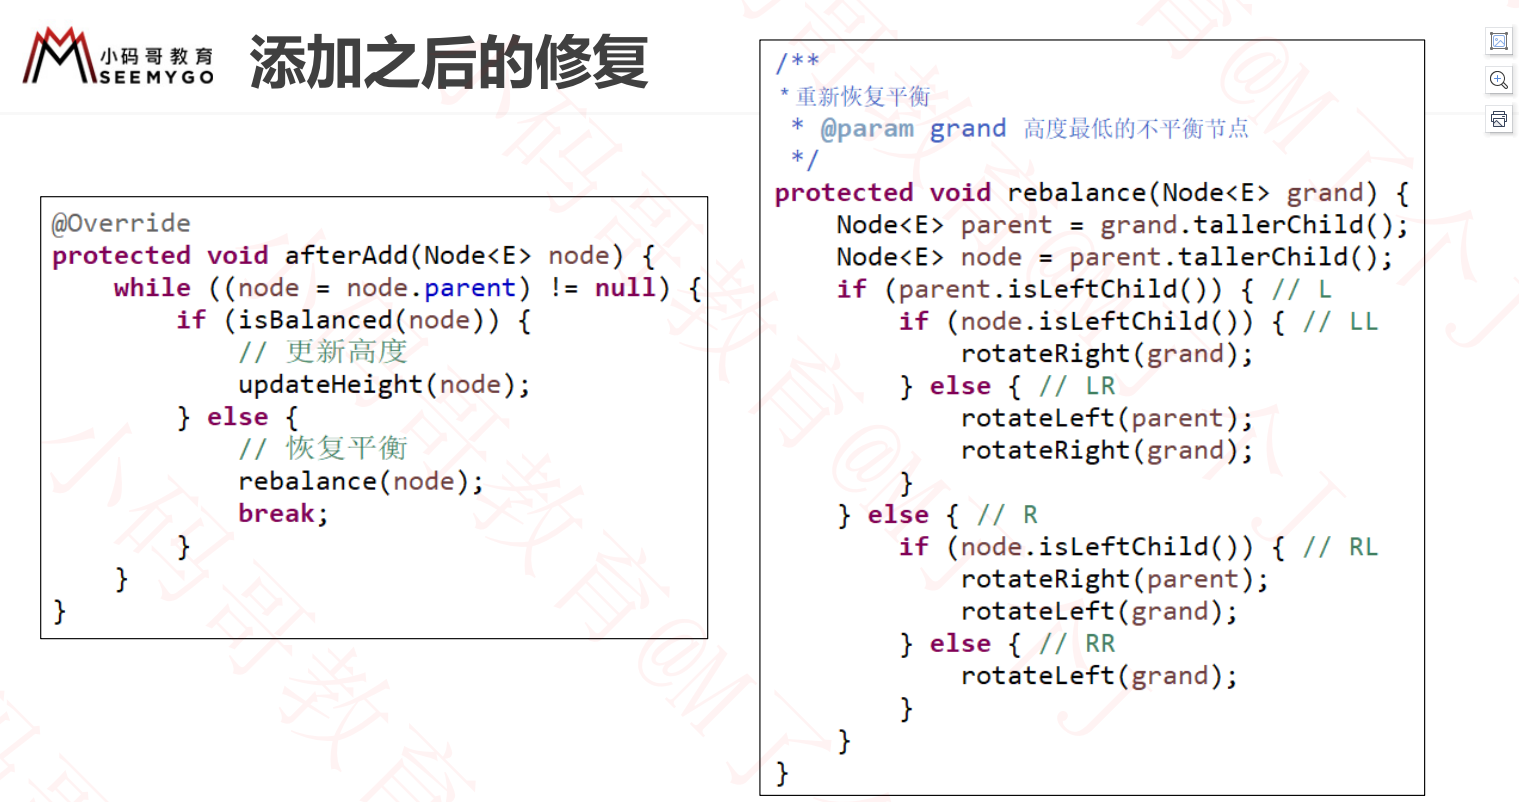 小码哥教育
SEEMYGO
添加之后的修复
@Override
protected void afterAdd(Node<E> node) {
    while ((node = node.parent) != null) {
        if (isBalanced(node)) {
            // 更新高度
            updateHeight(node);
        } else {
            // 恢复平衡
            rebalance(node);
            break;
        }
    }
}
/**
 * 重新恢复平衡
 * @param grand 高度最低的不平衡节点
 */
protected void rebalance(Node<E> grand) {
    Node<E> parent = grand.tallerChild();
    Node<E> node = parent.tallerChild();
    if (parent.isLeftChild()) { // L
        if (node.isLeftChild()) { // LL
            rotateRight(grand);
        } else { // LR
            rotateLeft(parent);
            rotateRight(grand);
        }
    } else { // R
        if (node.isLeftChild()) { // RL
            rotateRight(parent);
            rotateLeft(grand);
        } else { // RR
            rotateLeft(grand);
        }
    }
}